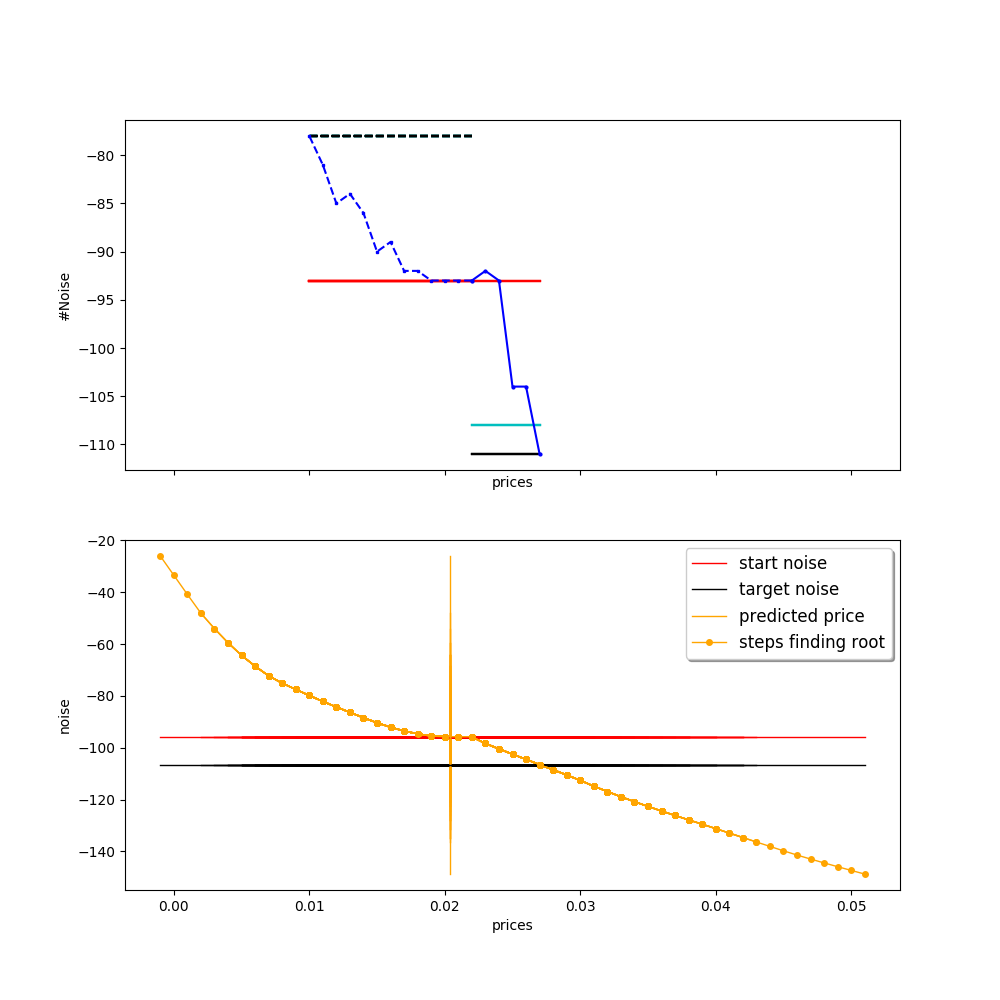 −80
−85
−90
−95
−100
−105
−110
#Noise
prices
−20
−40
−60
−80
−100
−120
−140
noise
start noise
target noise
predicted price
steps finding root
0.00 0.01 0.02 0.03 0.04 0.05
prices